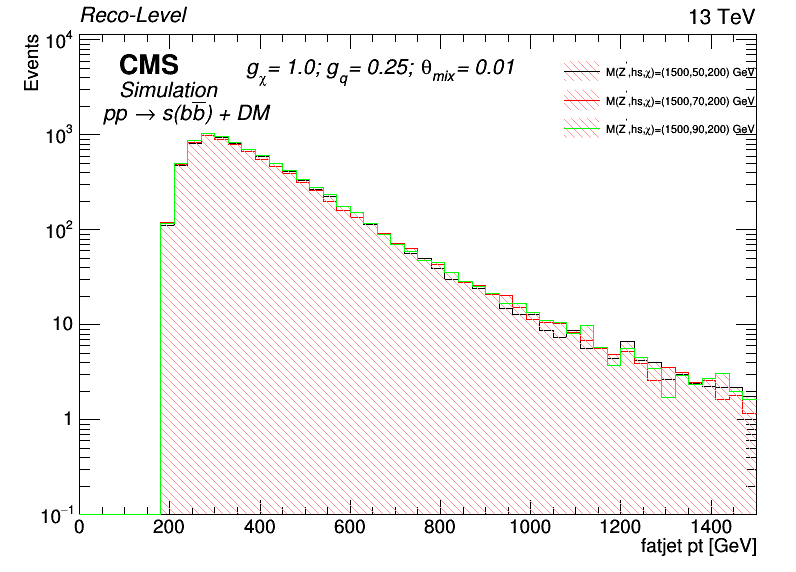 Reco-Level
13 TeV
Events
CMS
Simulation
pp → s(bb̅) + DM
g_χ = 1.0; g_q = 0.25; θ_mix = 0.01
M(Z',hs,χ)=(1500,50,200) GeV
M(Z',hs,χ)=(1500,70,200) GeV
M(Z',hs,χ)=(1500,90,200) GeV
10^4
10^3
10^2
10
1
10^−1
0 200 400 600 800 1000 1200 1400
fatjet pt [GeV]